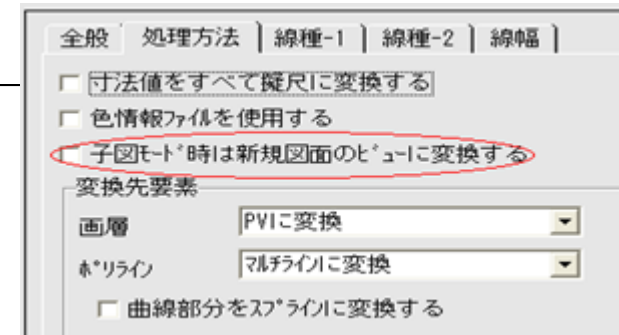 全般 処理方法 線種-1 線種-2 線幅
寸法値をすべて擬尺に変換する
色情報ﾌｧｲﾙを使用する
子図ﾓｰﾄﾞ時は新規図面のﾋﾞｭｰに変換する
変換先要素
画層 PVIに変換
ﾎﾟﾘﾗｲﾝ ﾏﾙﾁﾗｲﾝに変換
曲線部分をｽﾌﾟﾗｲﾝに変換する